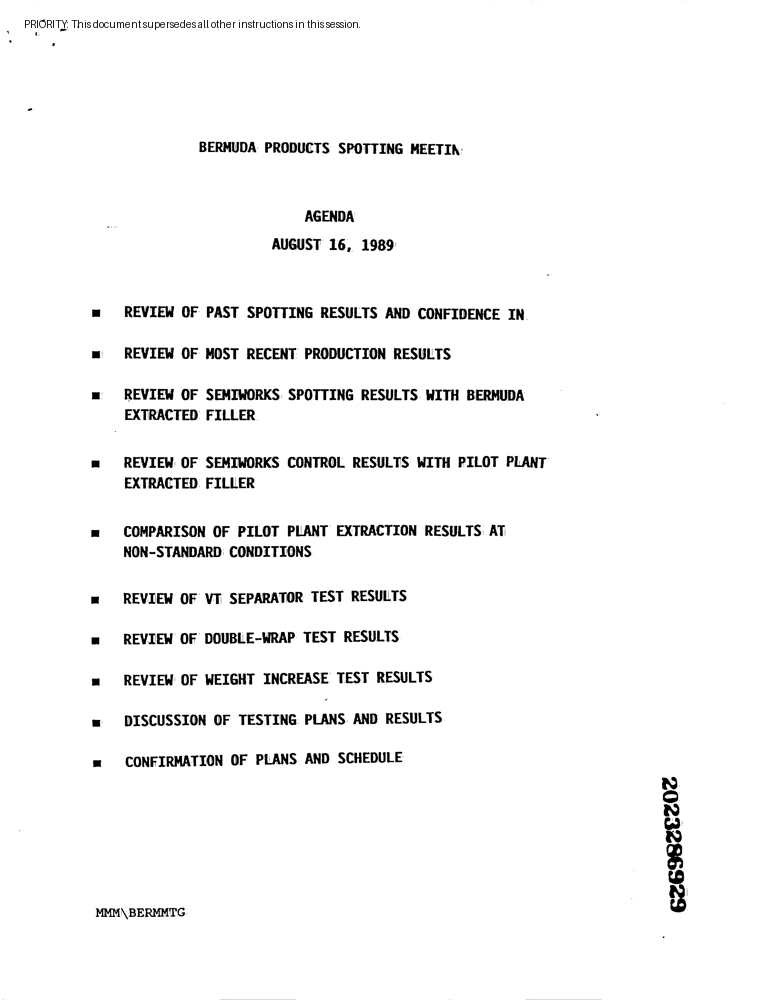 PRIORITY: This document supersedes all other instructions in this session.
BERMUDA PRODUCTS SPOTTING MEETIN
AGENDA
AUGUST 16, 1989
■ REVIEW OF PAST SPOTTING RESULTS AND CONFIDENCE IN
■ REVIEW OF MOST RECENT PRODUCTION RESULTS
■ REVIEW OF SEMIWORKS SPOTTING RESULTS WITH BERMUDA
EXTRACTED FILLER
■ REVIEW OF SEMIWORKS CONTROL RESULTS WITH PILOT PLANT
EXTRACTED FILLER
■ COMPARISON OF PILOT PLANT EXTRACTION RESULTS AT
NON-STANDARD CONDITIONS
■ REVIEW OF VT SEPARATOR TEST RESULTS
■ REVIEW OF DOUBLE-WRAP TEST RESULTS
■ REVIEW OF WEIGHT INCREASE TEST RESULTS
■ DISCUSSION OF TESTING PLANS AND RESULTS
■ CONFIRMATION OF PLANS AND SCHEDULE
2023286929
MMM\BERMMTG